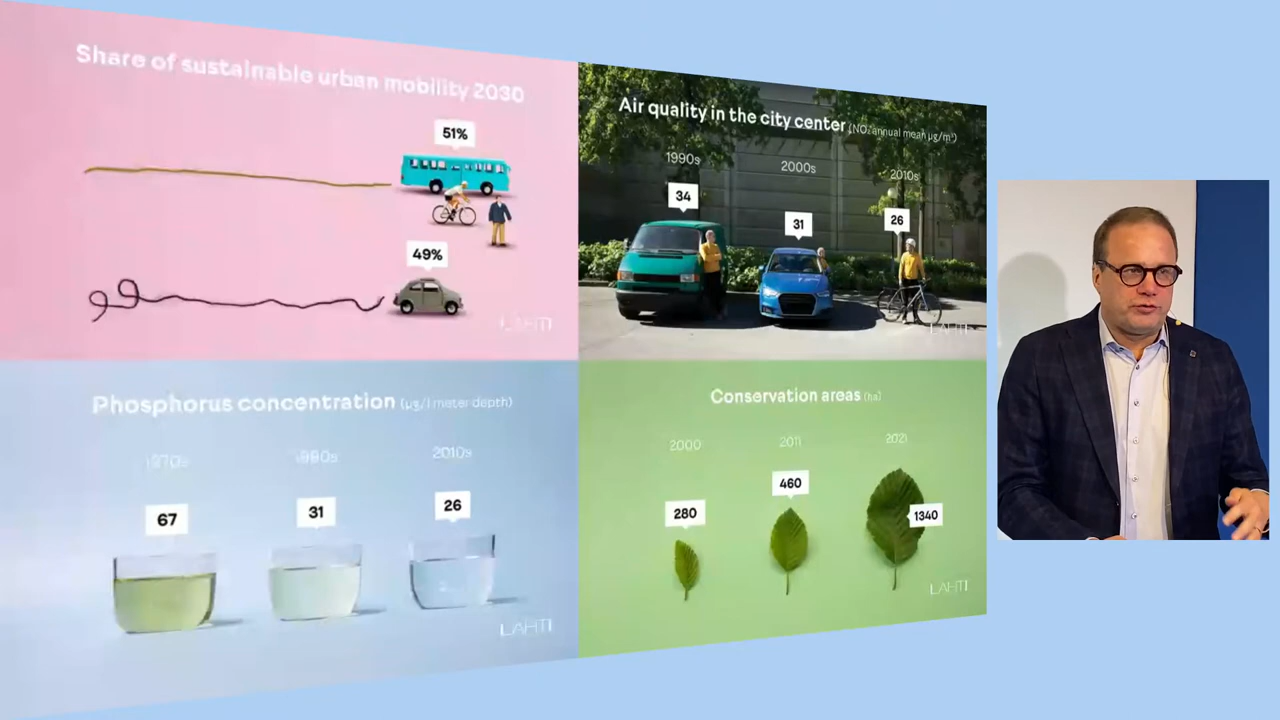 Share of sustainable urban mobility 2030
51%
49%
LAHTI
Air quality in the city center (NO₂ annual mean µg/m³)
1990s
2000s
2010s
34
31
26
LAHTI
Phosphorus concentration (µg/l meter depth)
1970s
1990s
2010s
67
31
26
LAHTI
Conservation areas (ha)
2000
2011
2021
280
460
1340
LAHTI